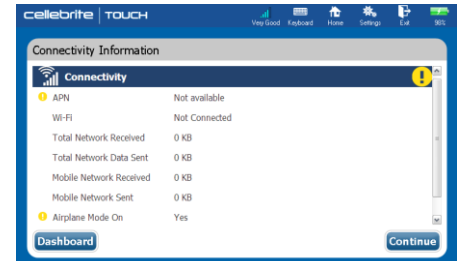 cellebrite TOUCH
Very Good Keyboard Home Settings Exit 90%
Connectivity Information
Connectivity
APN Not available
Wi-Fi Not Connected
Total Network Received 0 KB
Total Network Data Sent 0 KB
Mobile Network Received 0 KB
Mobile Network Sent 0 KB
Airplane Mode On Yes
Dashboard Continue